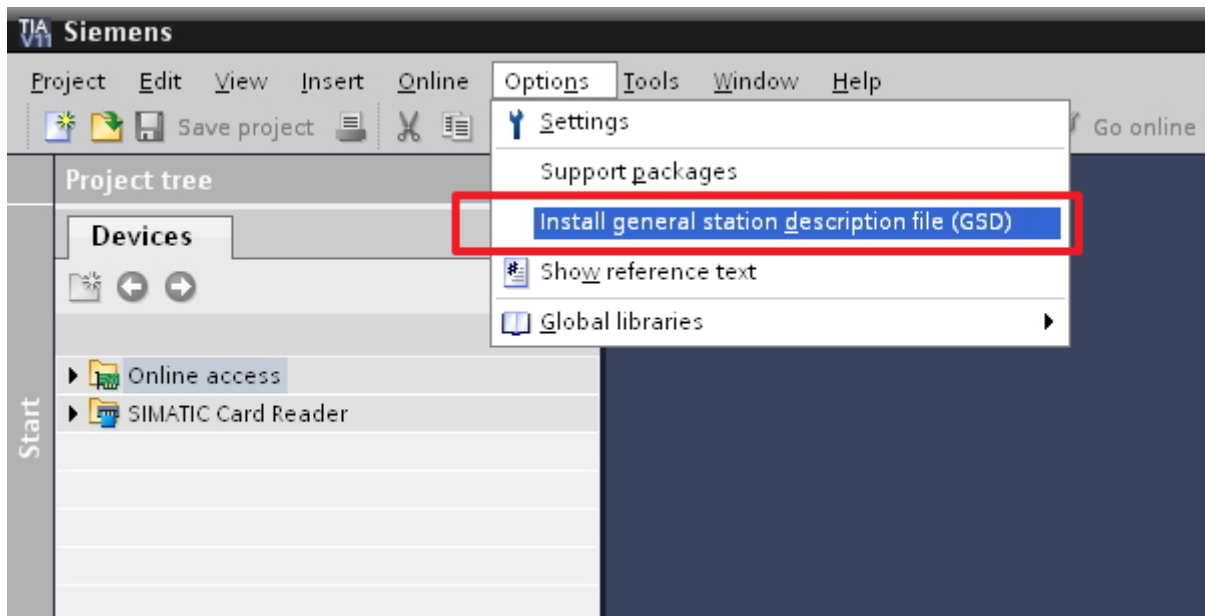 TIA V11 Siemens
Project Edit View Insert Online Options Tools Window Help
Save project Go online
Settings
Support packages
Install general station description file (GSD)
Show reference text
Global libraries
Project tree
Devices
Online access
SIMATIC Card Reader
Start